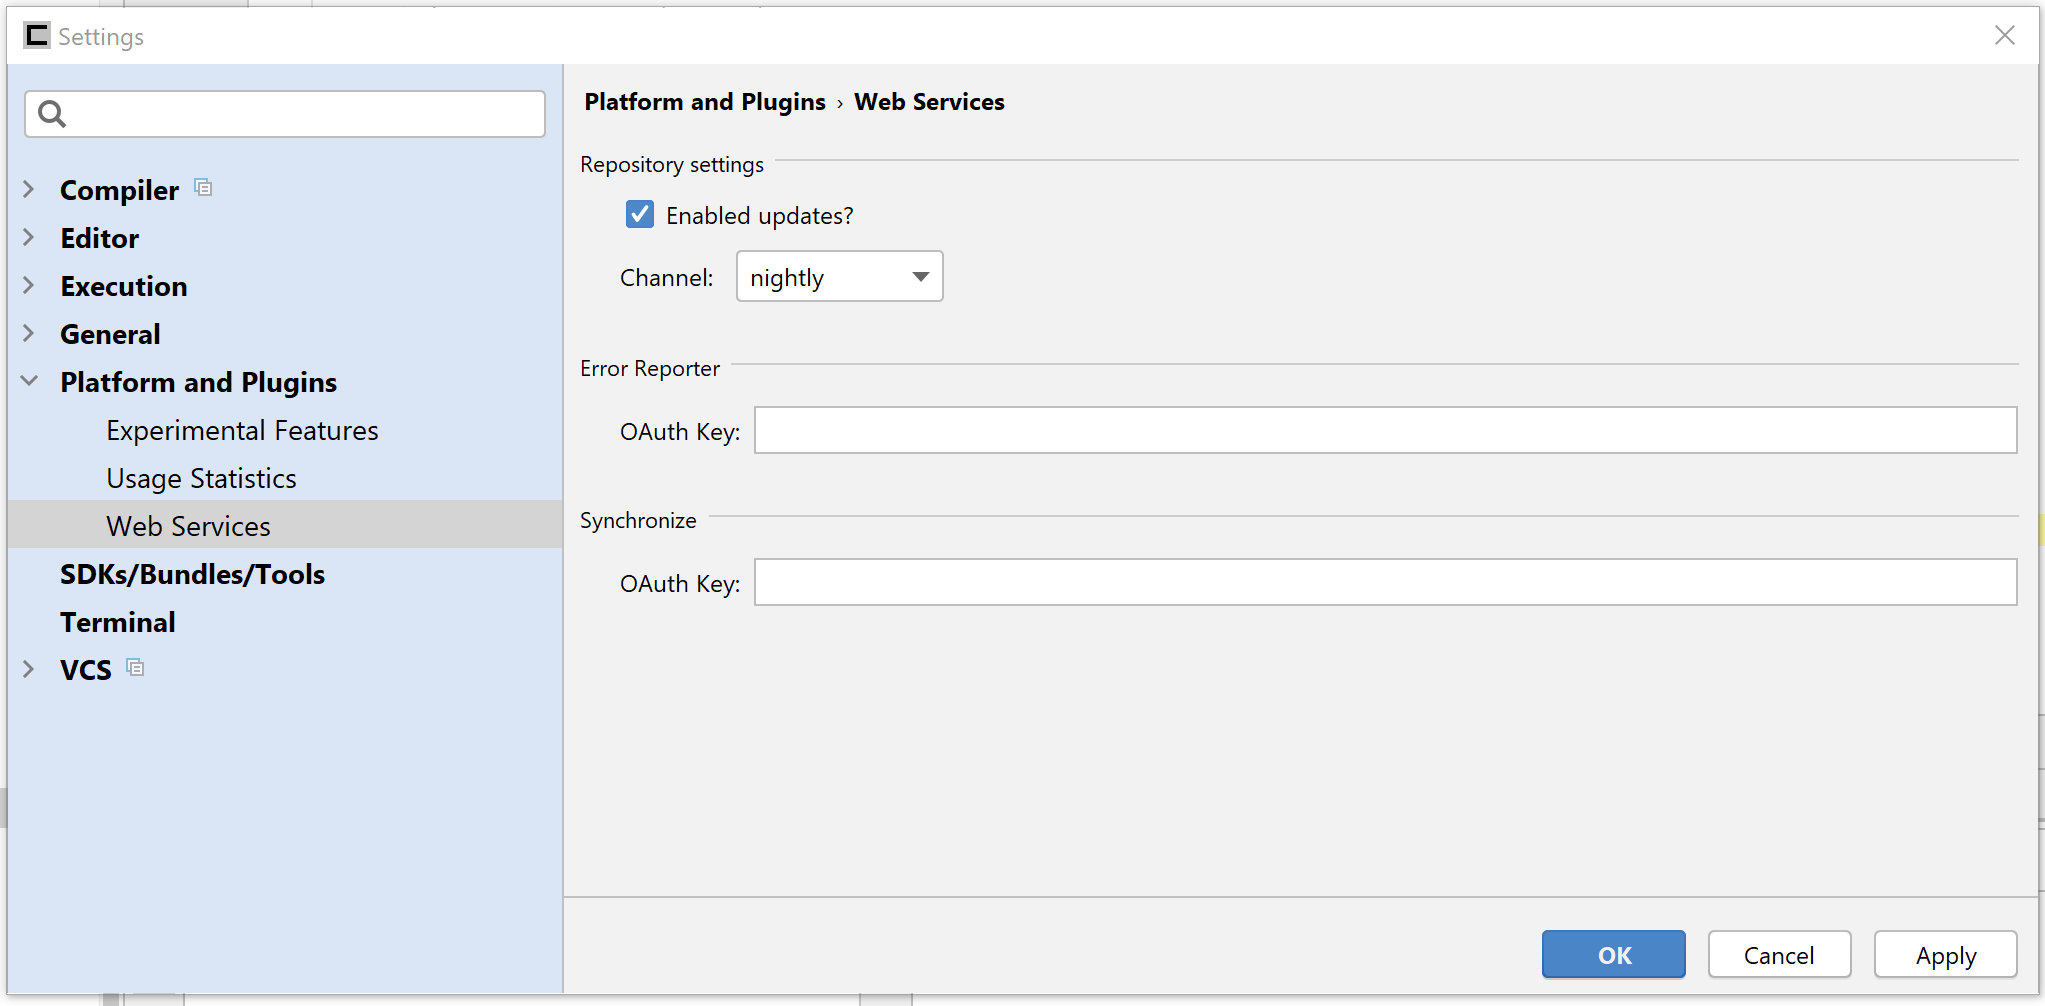 Settings
Compiler
Editor
Execution
General
Platform and Plugins
Experimental Features
Usage Statistics
Web Services
SDKs/Bundles/Tools
Terminal
VCS
Platform and Plugins › Web Services
Repository settings
Enabled updates?
Channel: nightly
Error Reporter
OAuth Key:
Synchronize
OAuth Key:
OK Cancel Apply